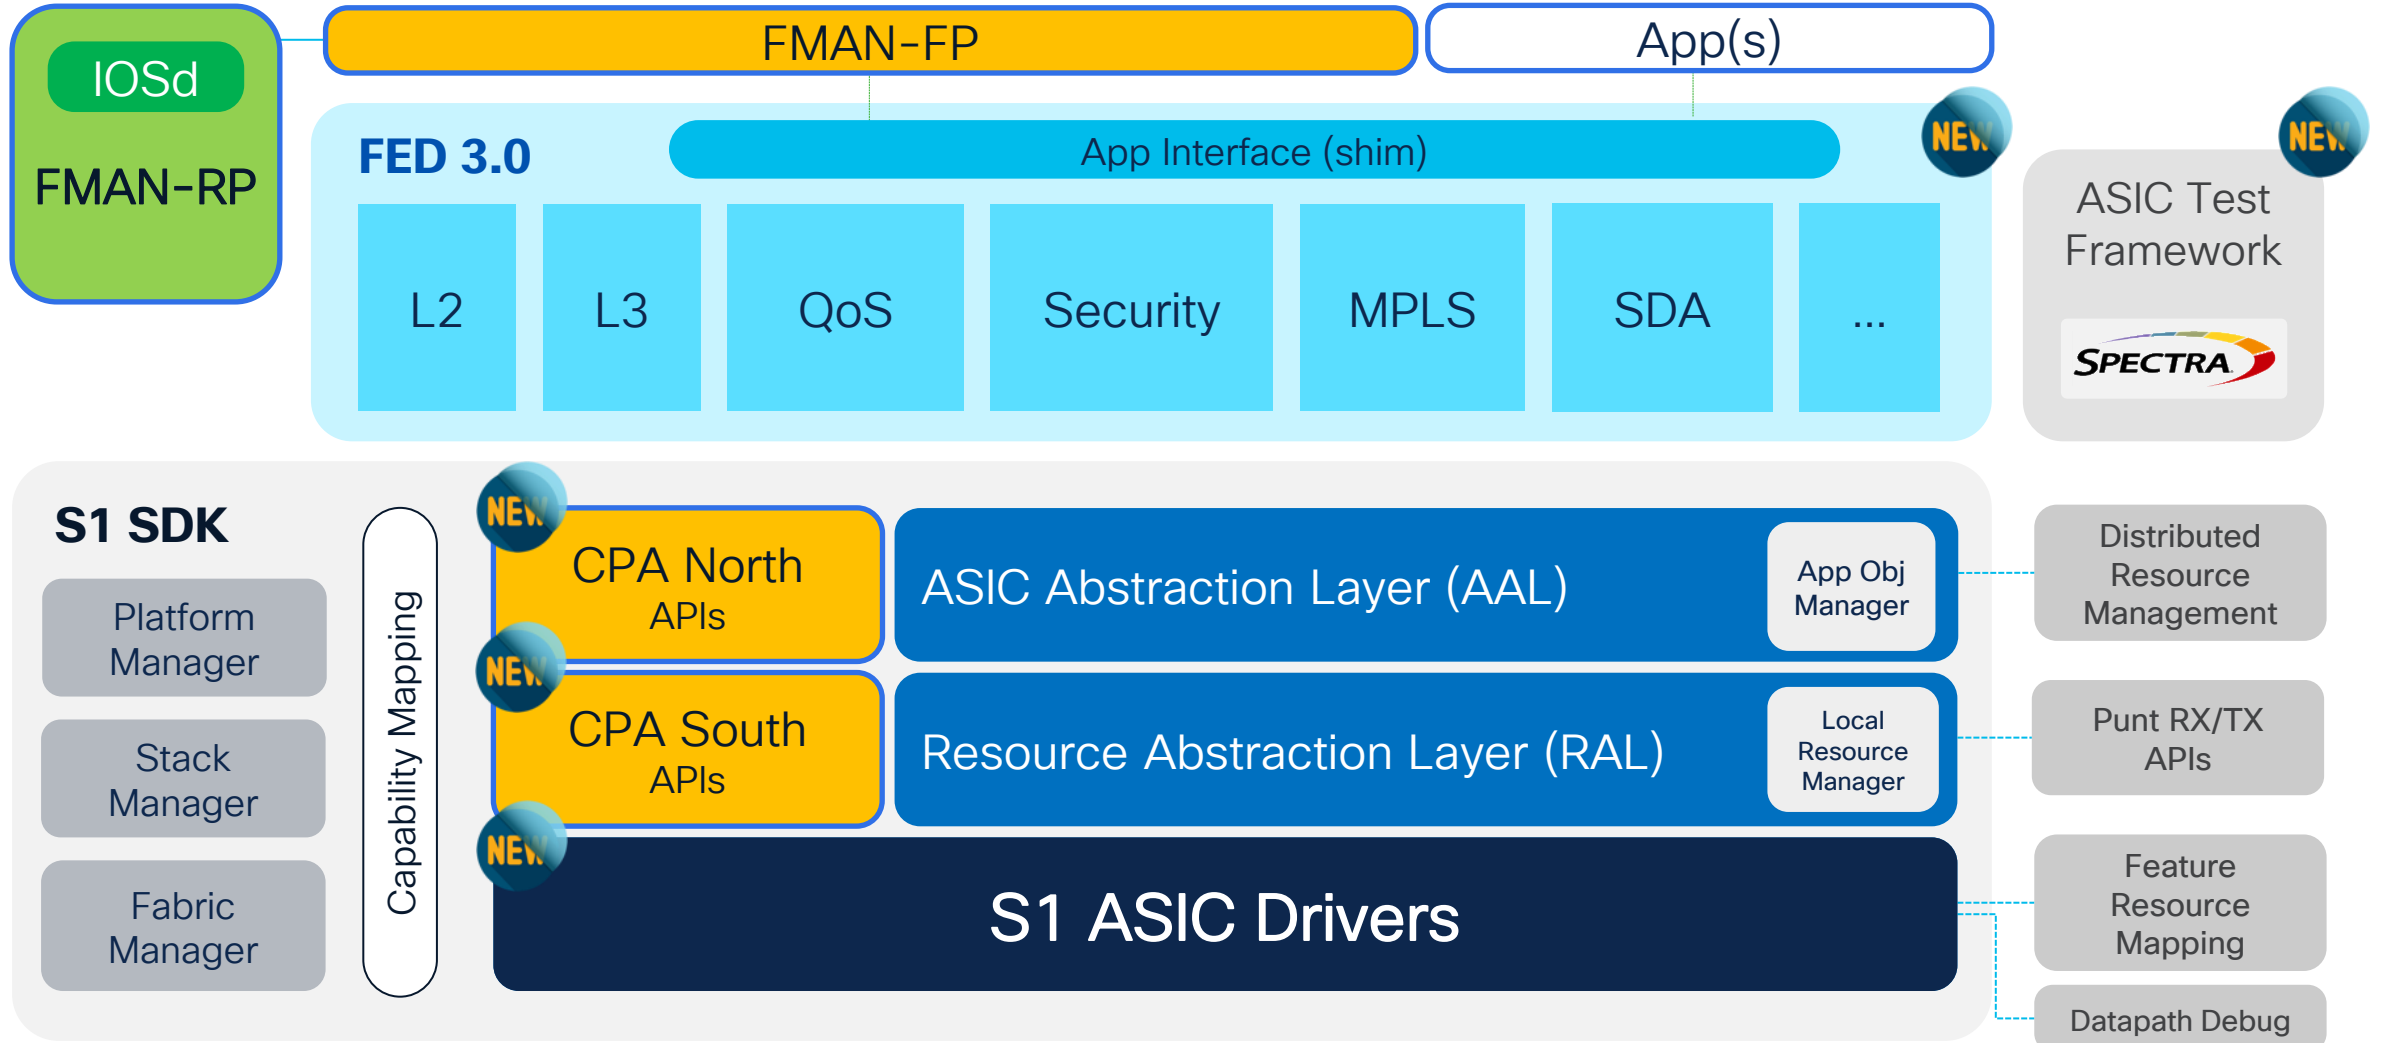 IOSd
FMAN-RP
FMAN-FP
App(s)
FED 3.0
App Interface (shim)
NEW
L2
L3
QoS
Security
MPLS
SDA
...
NEW
ASIC Test
Framework
SPECTRA
S1 SDK
Platform
Manager
Stack
Manager
Fabric
Manager
Capability Mapping
NEW
CPA North
APIs
ASIC Abstraction Layer (AAL)
App Obj
Manager
NEW
CPA South
APIs
Resource Abstraction Layer (RAL)
Local
Resource
Manager
NEW
S1 ASIC Drivers
Distributed
Resource
Management
Punt RX/TX
APIs
Feature
Resource
Mapping
Datapath Debug